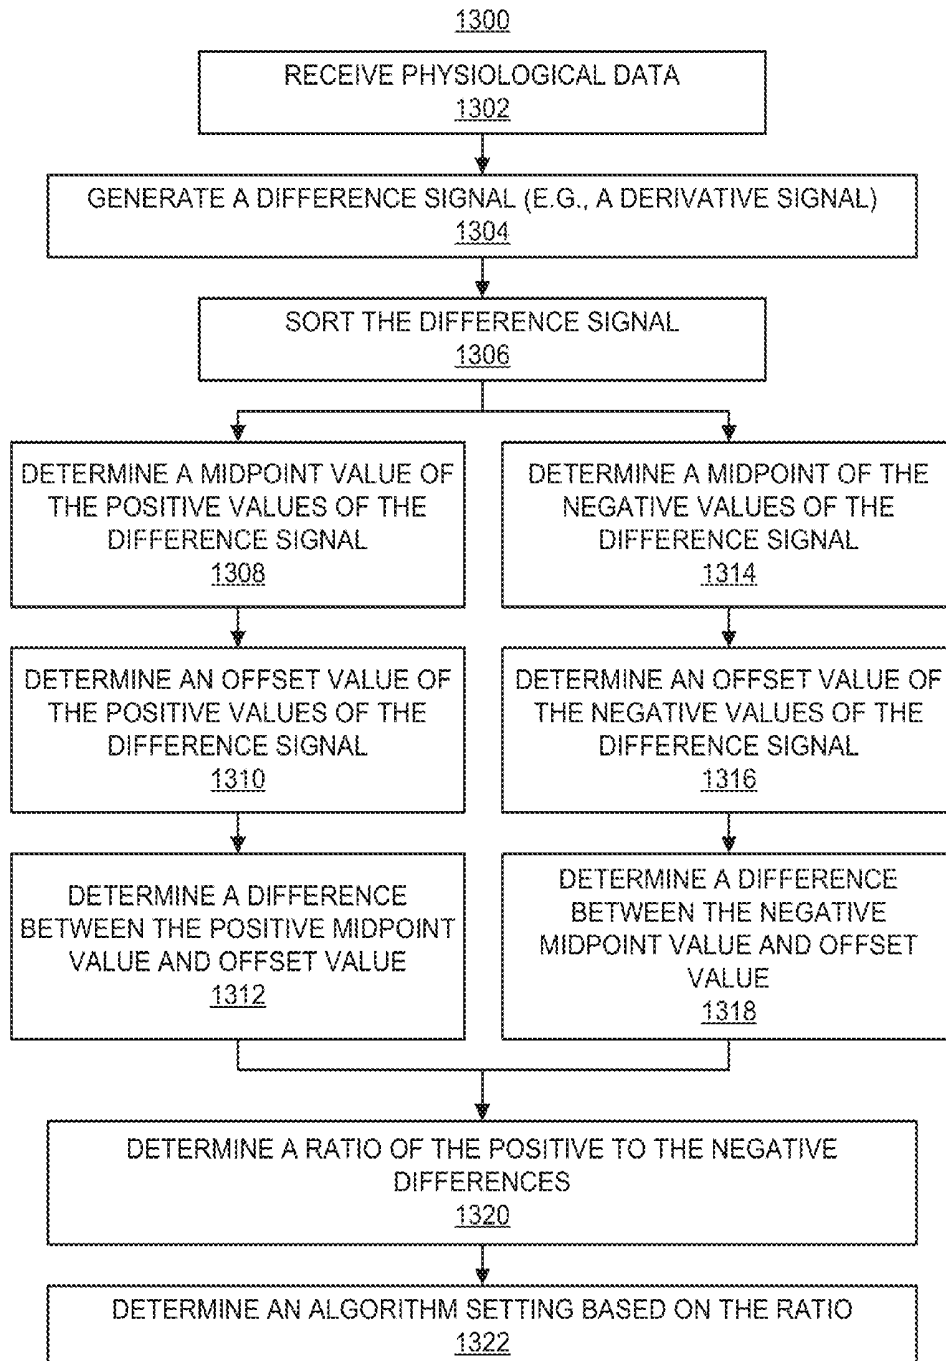 1300
RECEIVE PHYSIOLOGICAL DATA
1302
GENERATE A DIFFERENCE SIGNAL (E.G., A DERIVATIVE SIGNAL)
1304
SORT THE DIFFERENCE SIGNAL
1306
DETERMINE A MIDPOINT VALUE OF
THE POSITIVE VALUES OF THE
DIFFERENCE SIGNAL
1308
DETERMINE AN OFFSET VALUE OF
THE POSITIVE VALUES OF THE
DIFFERENCE SIGNAL
1310
DETERMINE A DIFFERENCE
BETWEEN THE POSITIVE MIDPOINT
VALUE AND OFFSET VALUE
1312
DETERMINE A MIDPOINT OF THE
NEGATIVE VALUES OF THE
DIFFERENCE SIGNAL
1314
DETERMINE AN OFFSET VALUE OF
THE NEGATIVE VALUES OF THE
DIFFERENCE SIGNAL
1316
DETERMINE A DIFFERENCE
BETWEEN THE NEGATIVE
MIDPOINT VALUE AND OFFSET
VALUE
1318
DETERMINE A RATIO OF THE POSITIVE TO THE NEGATIVE
DIFFERENCES
1320
DETERMINE AN ALGORITHM SETTING BASED ON THE RATIO
1322